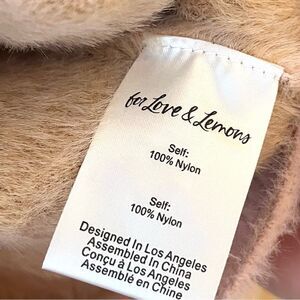 for Love & Lemons
Self:
100% Nylon
Self:
100% Nylon
Designed In Los Angeles
Assembled In China
Conçu à Los Angeles
Assemblé en Chine